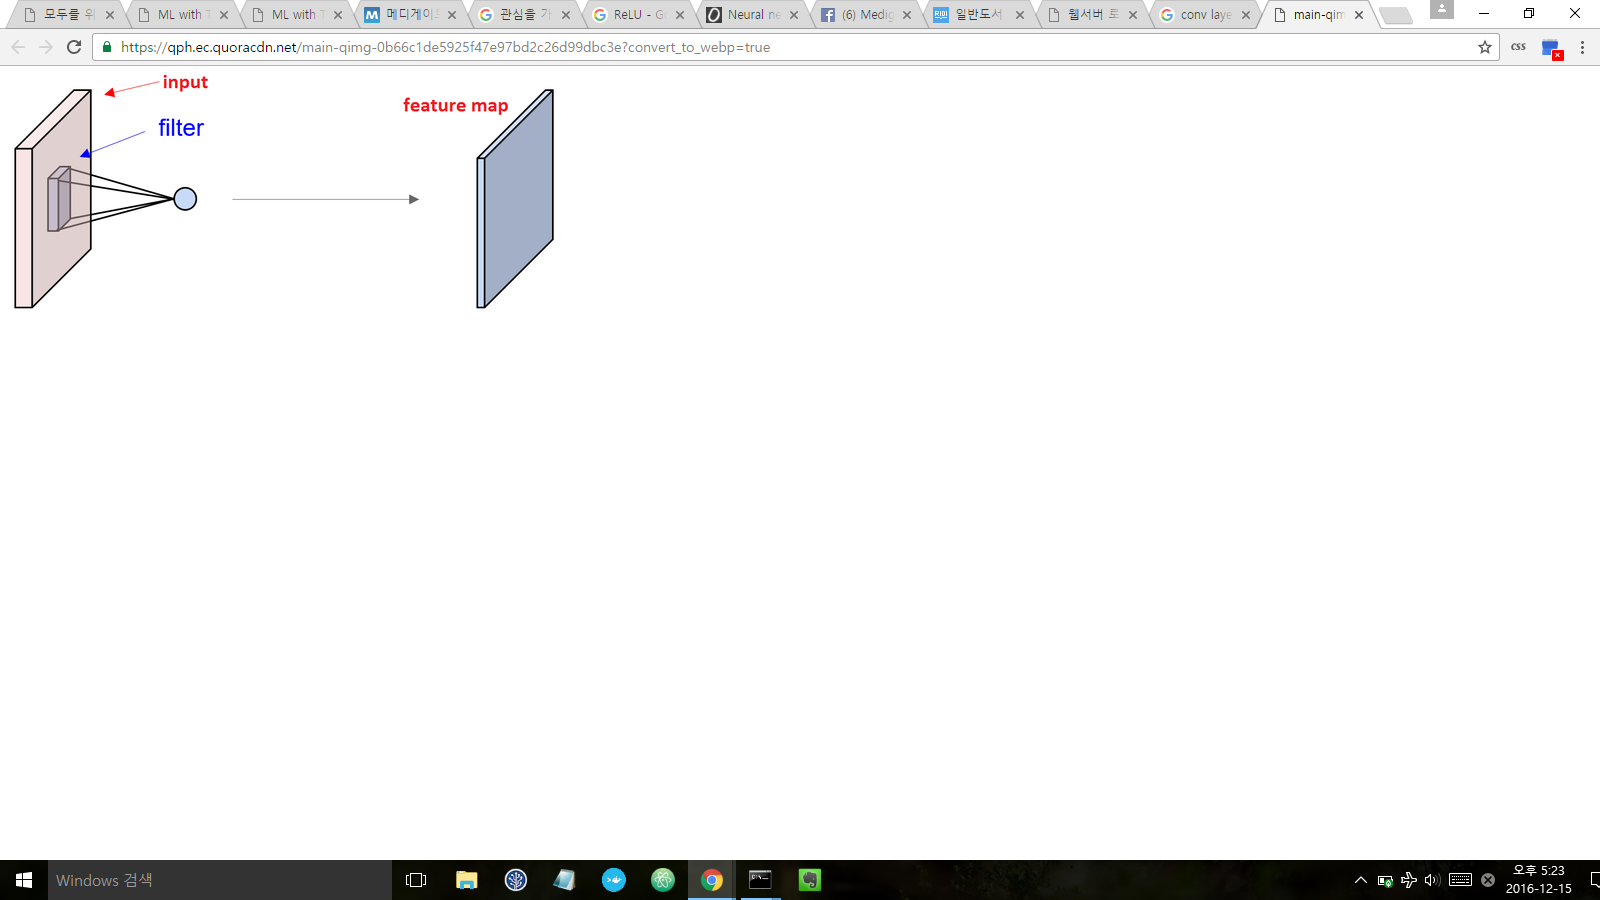 모두를 위
ML with
ML with
메디게이트
관심을 가
ReLU - Go
Neural ne
(6) Medig
일반도서
웹서버 로
conv laye
main-qim
https://qph.ec.quoracdn.net/main-qimg-0b66c1de5925f47e97bd2c26d99dbc3e?convert_to_webp=true
css
input
feature map
filter
Windows 검색
오후 5:23
2016-12-15